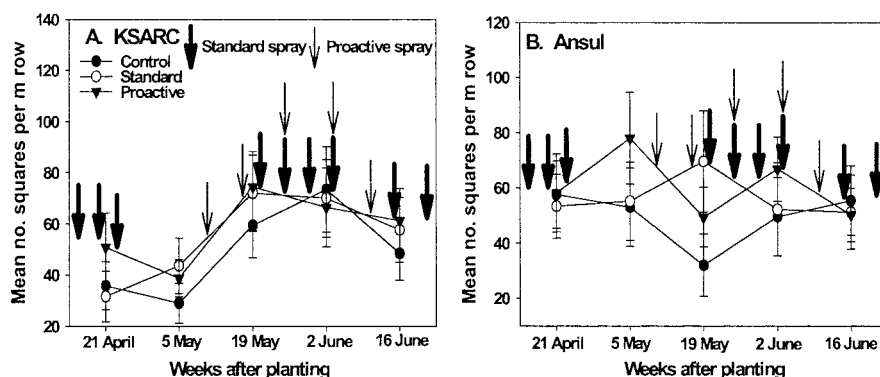 A. KSARC
Standard spray
Proactive spray
Control
Standard
Proactive
Mean no. squares per m row
140
120
100
80
60
40
20
21 April
5 May
19 May
2 June
16 June
Weeks after planting
B. Ansul
Mean no. squares per m row
120
100
80
60
40
20
21 April
5 May
19 May
2 June
16 June
Weeks after planting